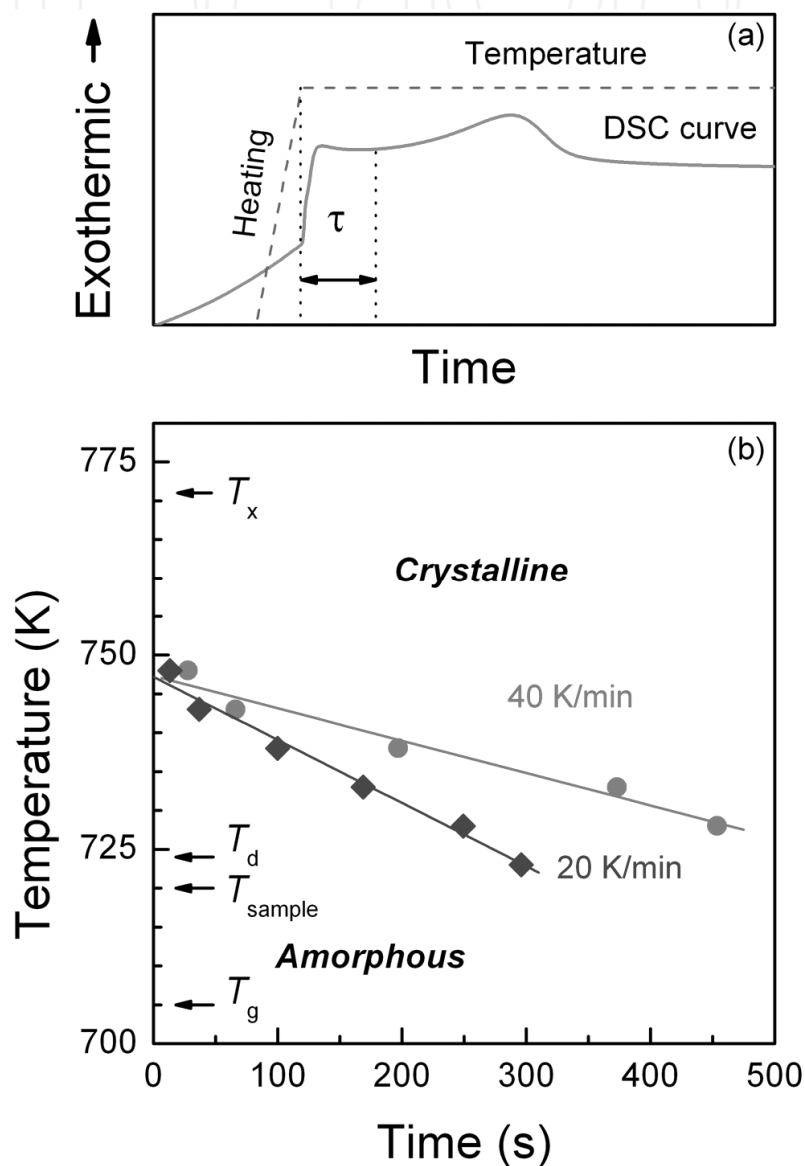 (a)
Temperature
DSC curve
Heating
τ
Exothermic
Time
(b)
775
750
725
700
Tx
Crystalline
40 K/min
Td
20 K/min
Tsample
Amorphous
Tg
Temperature (K)
0 100 200 300 400 500
Time (s)